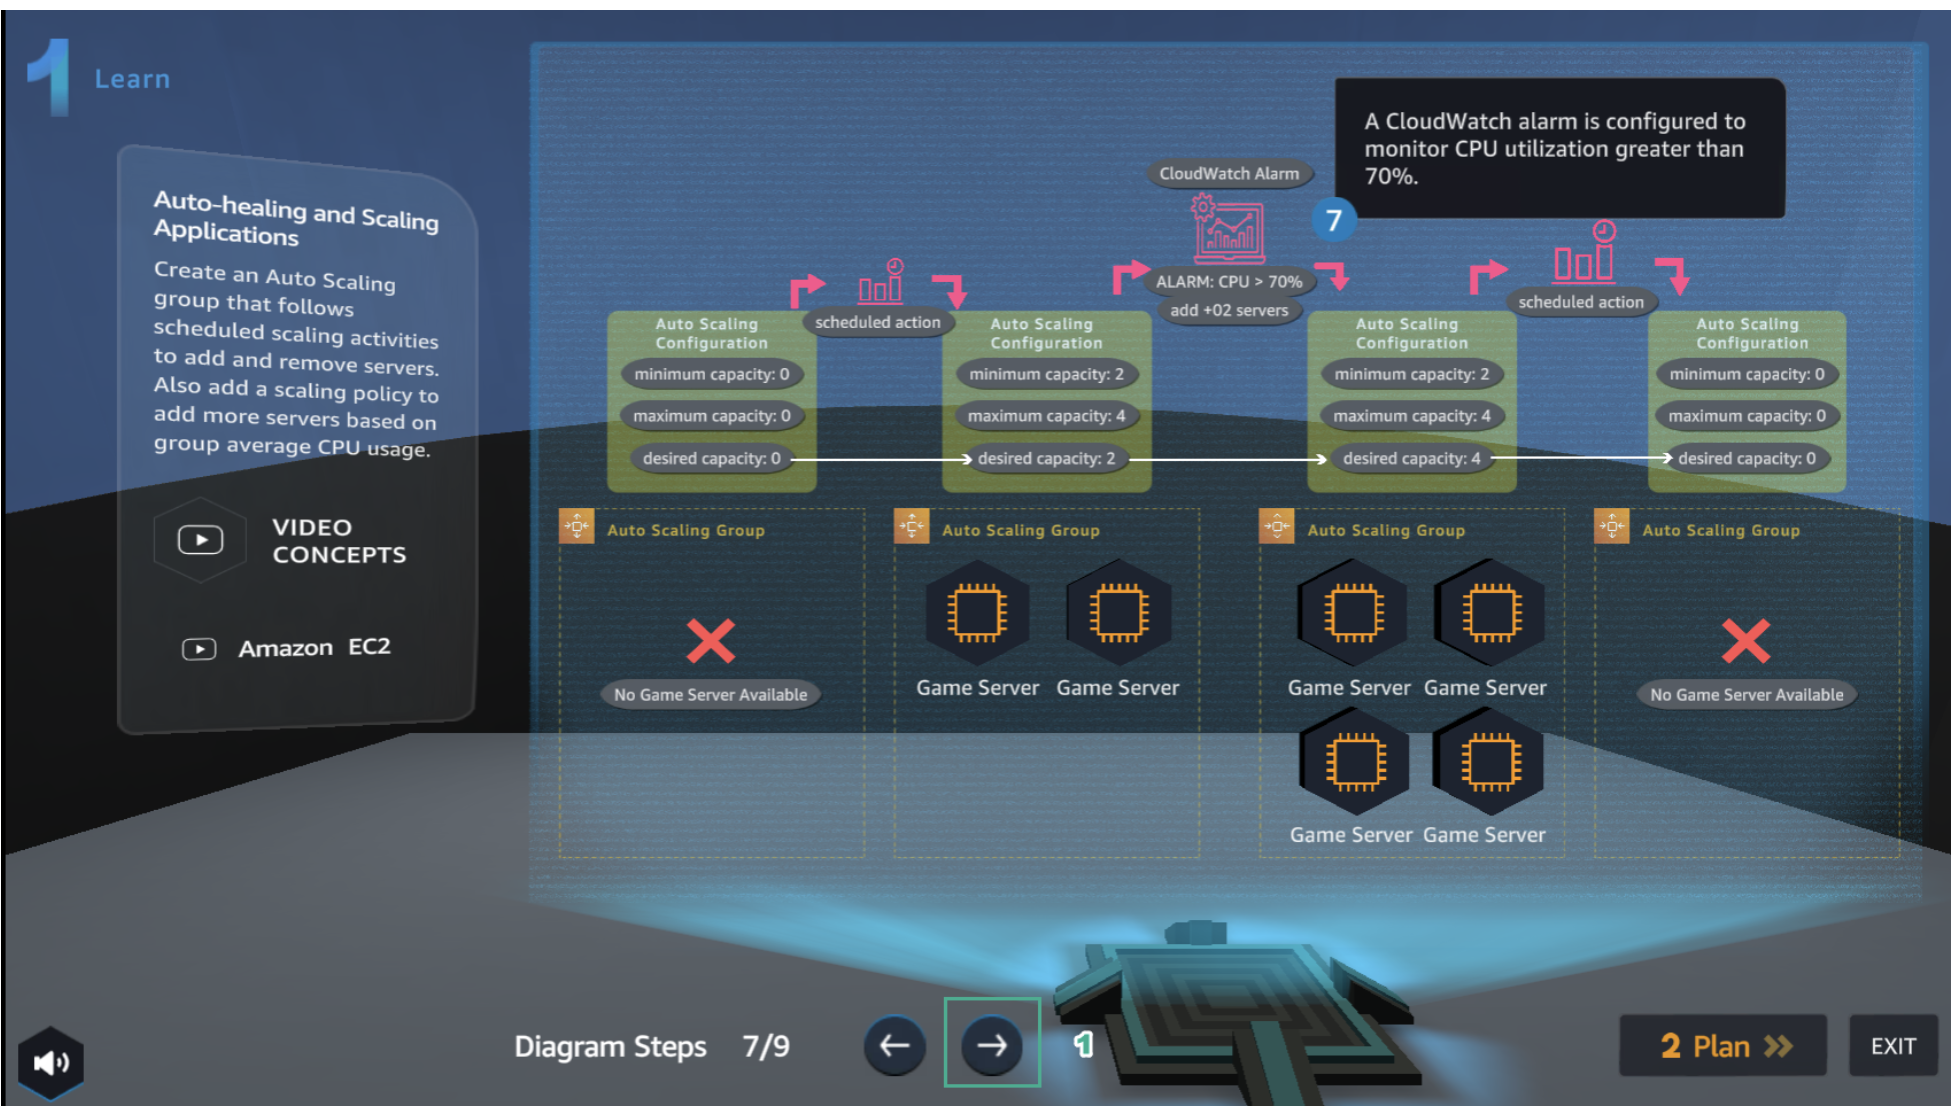 1 Learn
Auto-healing and Scaling
Applications
Create an Auto Scaling
group that follows
scheduled scaling activities
to add and remove servers.
Also add a scaling policy to
add more servers based on
group average CPU usage.
VIDEO
CONCEPTS
Amazon EC2
A CloudWatch alarm is configured to
monitor CPU utilization greater than
70%.
7
CloudWatch Alarm
ALARM: CPU > 70%
add +02 servers
scheduled action
scheduled action
Auto Scaling
Configuration
minimum capacity: 0
maximum capacity: 0
desired capacity: 0
Auto Scaling
Configuration
minimum capacity: 2
maximum capacity: 4
desired capacity: 2
Auto Scaling
Configuration
minimum capacity: 2
maximum capacity: 4
desired capacity: 4
Auto Scaling
Configuration
minimum capacity: 0
maximum capacity: 0
desired capacity: 0
Auto Scaling Group
No Game Server Available
Auto Scaling Group
Game Server Game Server
Auto Scaling Group
Game Server Game Server
Game Server Game Server
Auto Scaling Group
No Game Server Available
Diagram Steps 7/9
1
2 Plan
EXIT